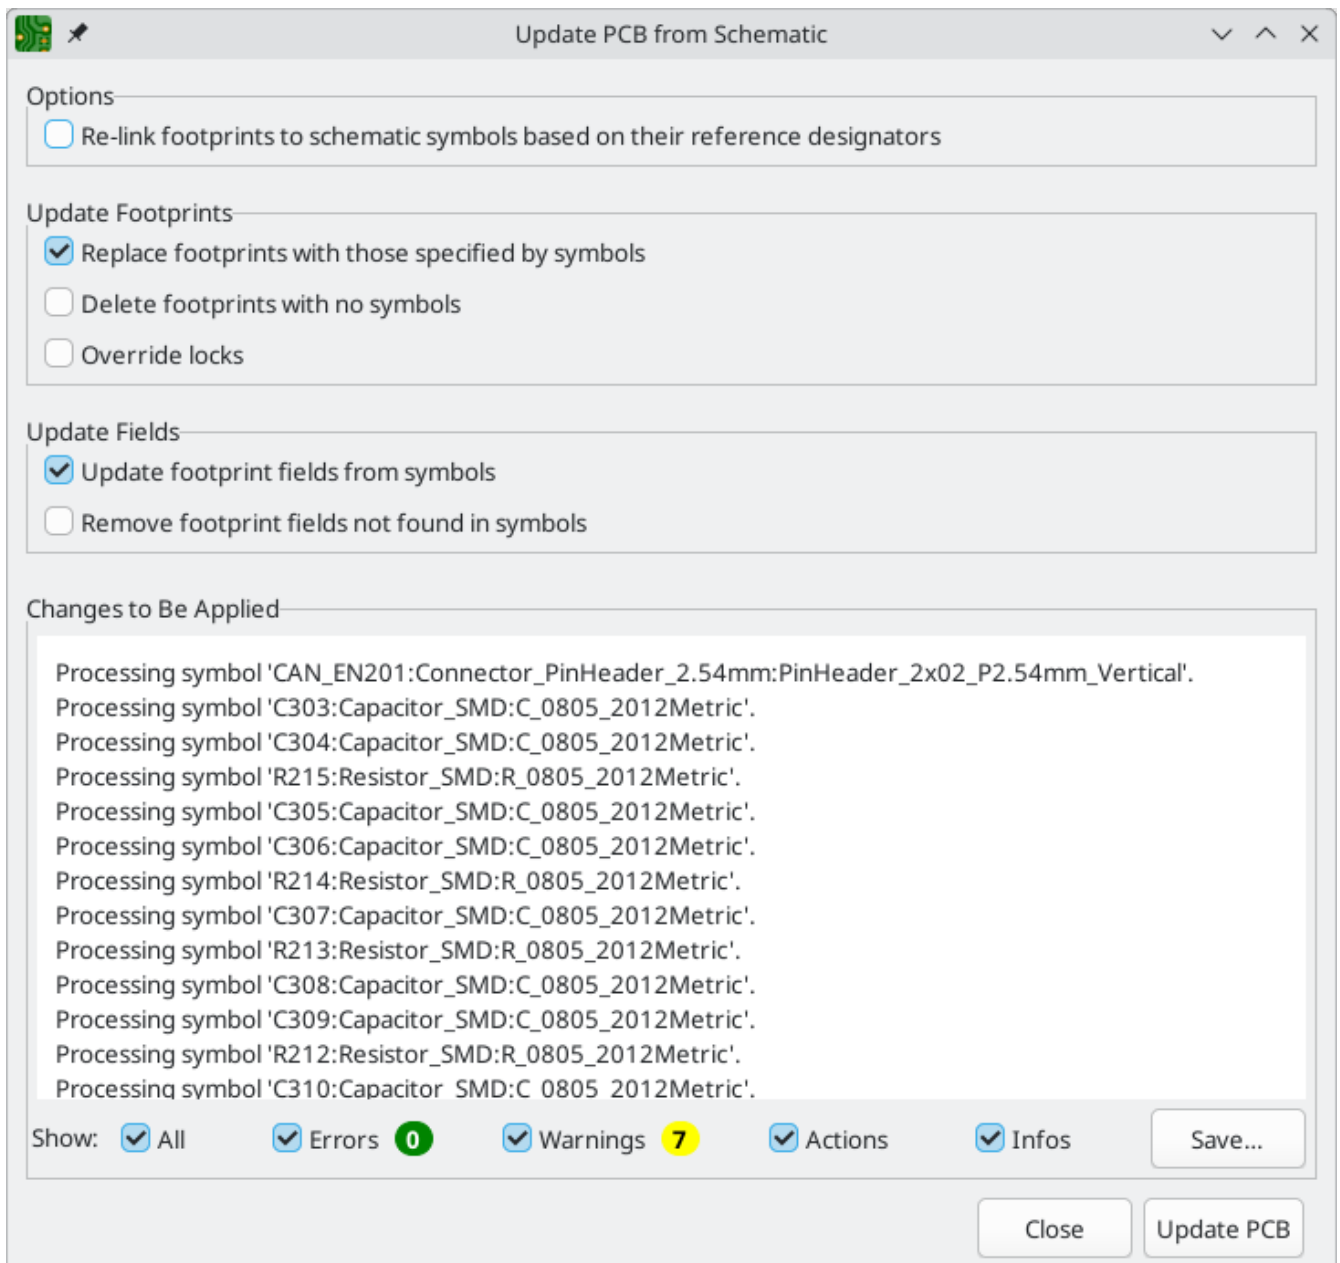 Update PCB from Schematic
Options
Re-link footprints to schematic symbols based on their reference designators
Update Footprints
Replace footprints with those specified by symbols
Delete footprints with no symbols
Override locks
Update Fields
Update footprint fields from symbols
Remove footprint fields not found in symbols
Changes to Be Applied
Processing symbol 'CAN_EN201:Connector_PinHeader_2.54mm:PinHeader_2x02_P2.54mm_Vertical'.
Processing symbol 'C303:Capacitor_SMD:C_0805_2012Metric'.
Processing symbol 'C304:Capacitor_SMD:C_0805_2012Metric'.
Processing symbol 'R215:Resistor_SMD:R_0805_2012Metric'.
Processing symbol 'C305:Capacitor_SMD:C_0805_2012Metric'.
Processing symbol 'C306:Capacitor_SMD:C_0805_2012Metric'.
Processing symbol 'R214:Resistor_SMD:R_0805_2012Metric'.
Processing symbol 'C307:Capacitor_SMD:C_0805_2012Metric'.
Processing symbol 'R213:Resistor_SMD:R_0805_2012Metric'.
Processing symbol 'C308:Capacitor_SMD:C_0805_2012Metric'.
Processing symbol 'C309:Capacitor_SMD:C_0805_2012Metric'.
Processing symbol 'R212:Resistor_SMD:R_0805_2012Metric'.
Processing symbol 'C310:Capacitor_SMD:C_0805_2012Metric'.
Show: All Errors 0 Warnings 7 Actions Infos Save...
Close Update PCB